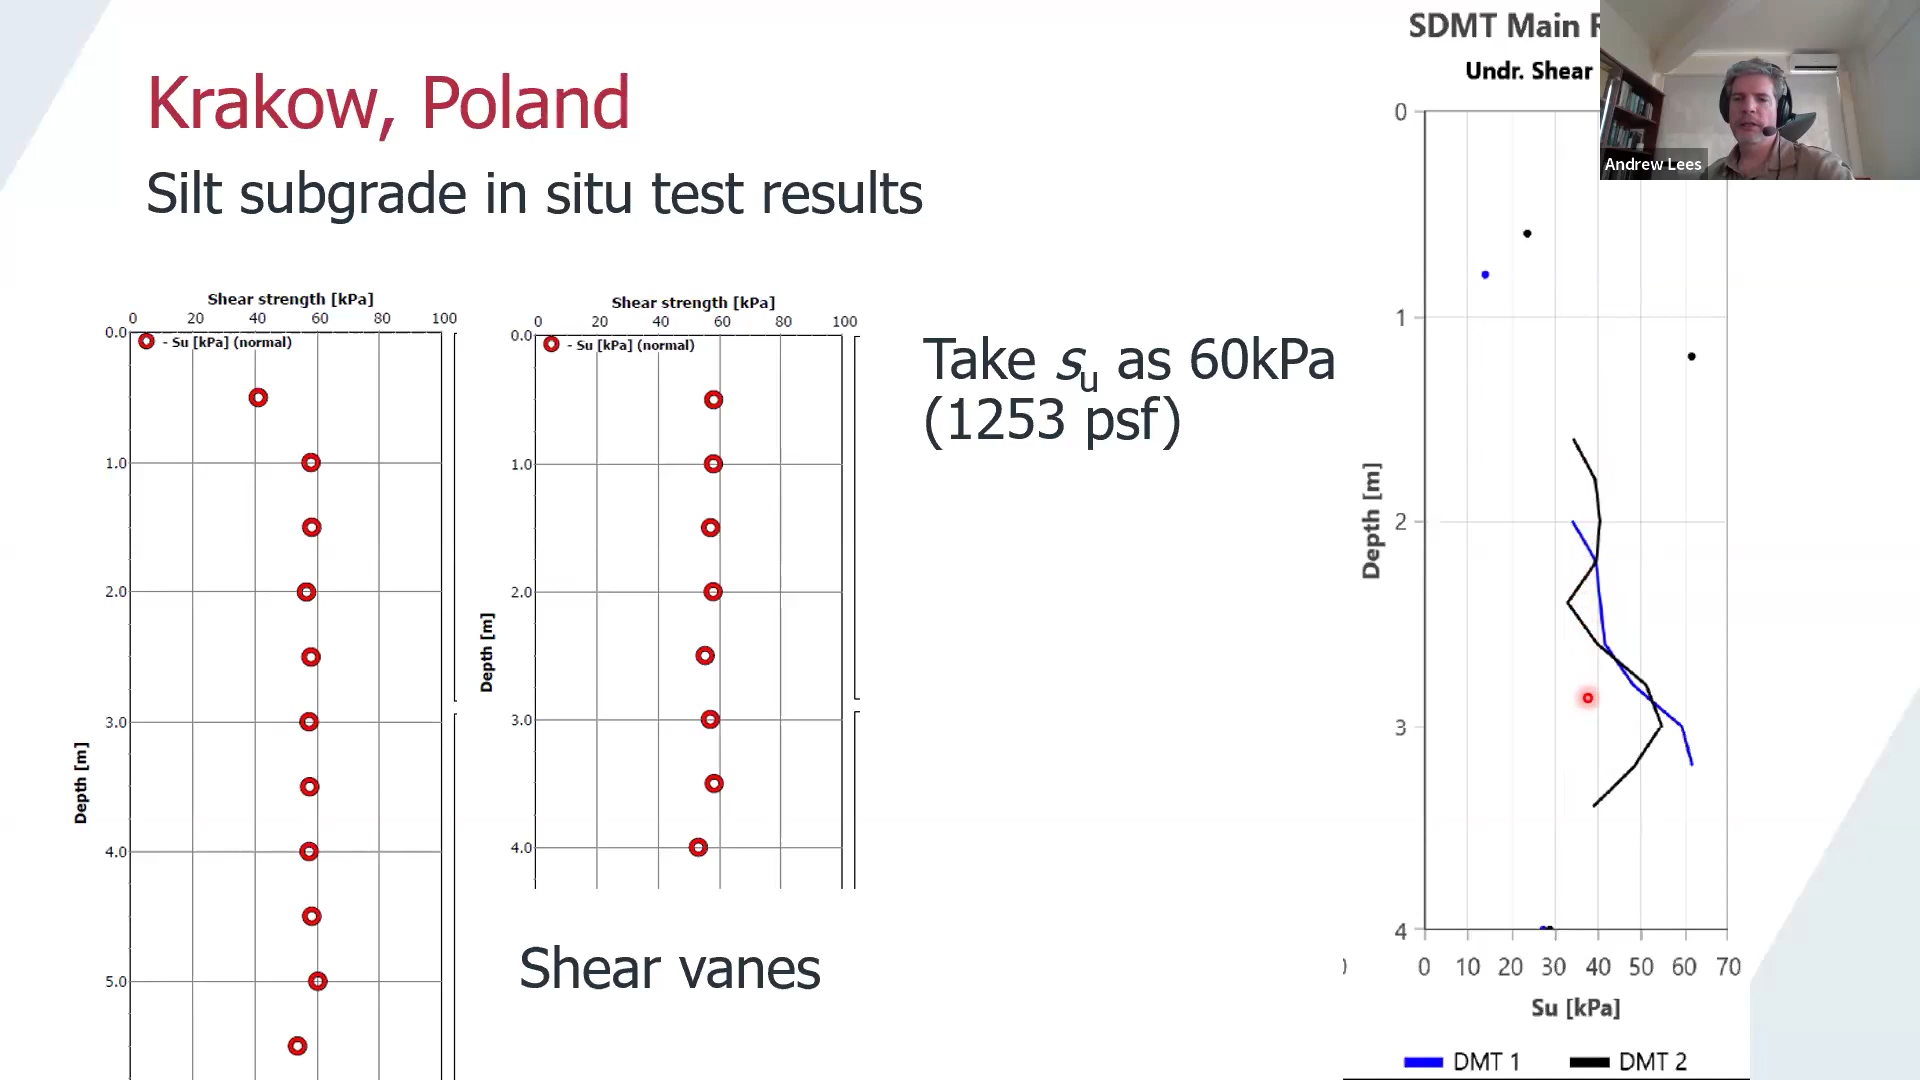 Krakow, Poland
Silt subgrade in situ test results
Shear strength [kPa]
0 20 40 60 80 100
- Su [kPa] (normal)
0.0
1.0
2.0
3.0
4.0
5.0
Depth [m]
Shear strength [kPa]
0 20 40 60 80 100
- Su [kPa] (normal)
0.0
1.0
2.0
3.0
4.0
Depth [m]
Shear vanes
Take su as 60kPa
(1253 psf)
SDMT Main
Undr. Shear
0
1
2
3
4
Depth [m]
0 10 20 30 40 50 60 70
Su [kPa]
DMT 1 DMT 2
Andrew Lees